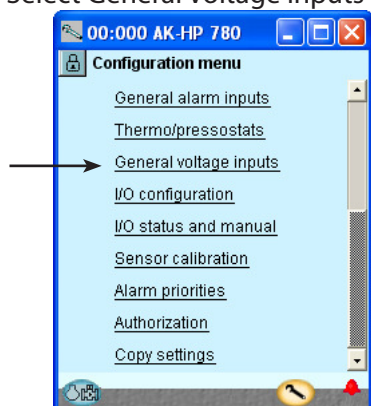 Select General voltage inputs
00:000 AK-HP 780
Configuration menu
General alarm inputs
Thermo/pressostats
General voltage inputs
I/O configuration
I/O status and manual
Sensor calibration
Alarm priorities
Authorization
Copy settings